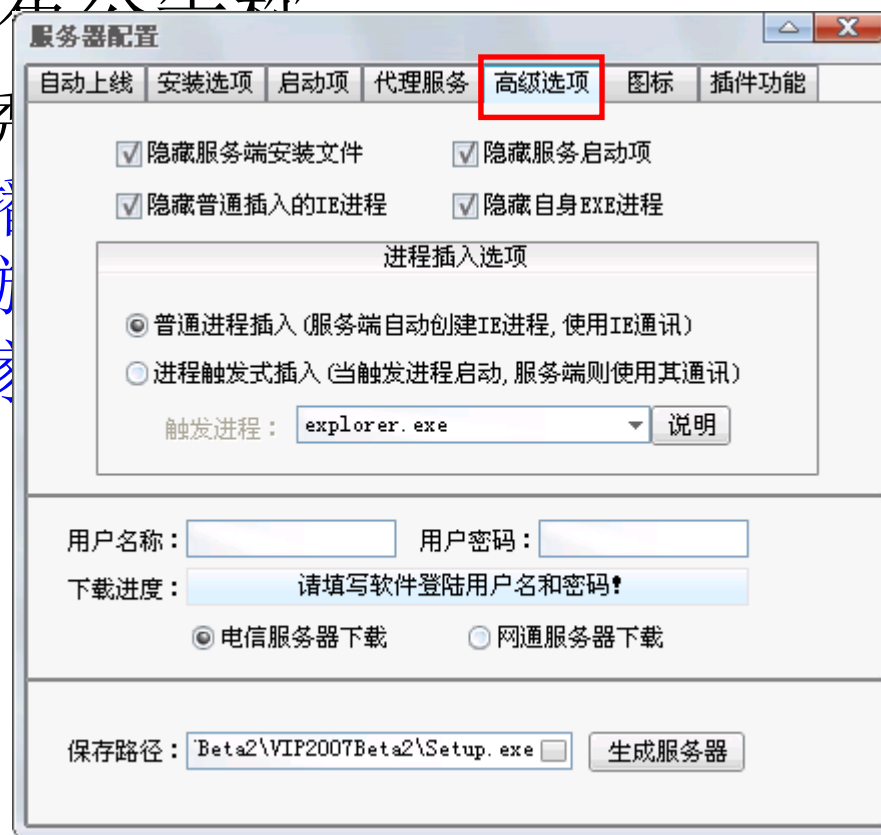 服务器配置
自动上线 安装选项 启动项 代理服务 高级选项 图标 插件功能
隐藏服务端安装文件 隐藏服务启动项
隐藏普通插入的IE进程 隐藏自身EXE进程
进程插入选项
普通进程插入(服务端自动创建IE进程,使用IE通讯)
进程触发式插入(当触发进程启动,服务端则使用其通讯)
触发进程: explorer.exe 说明
用户名称: 用户密码:
下载进度: 请填写软件登陆用户名和密码!
电信服务器下载 网通服务器下载
保存路径: Beta2\VIP2007Beta2\Setup.exe 生成服务器